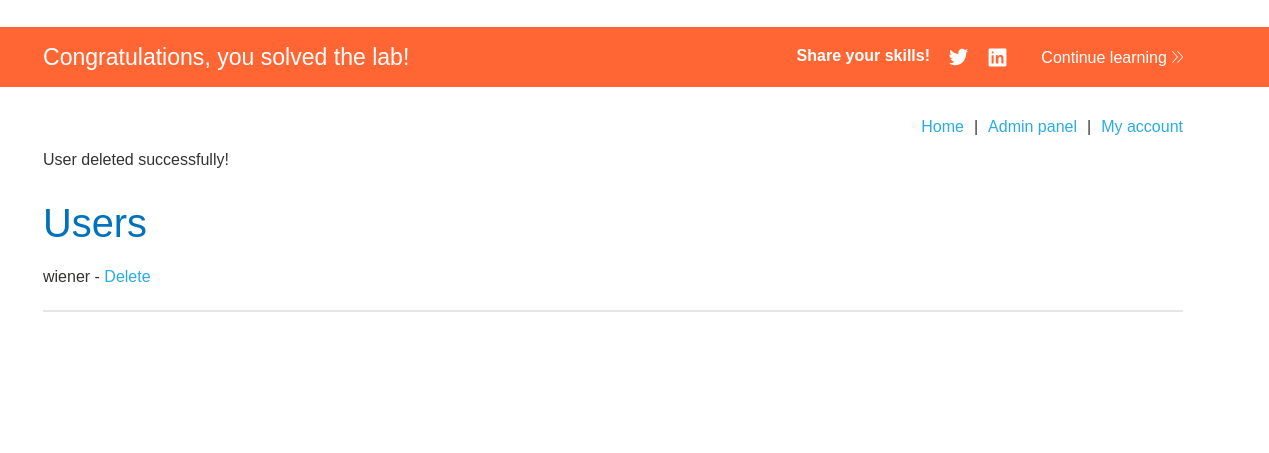 Congratulations, you solved the lab!
Share your skills!
Continue learning
Home | Admin panel | My account
User deleted successfully!
Users
wiener - Delete